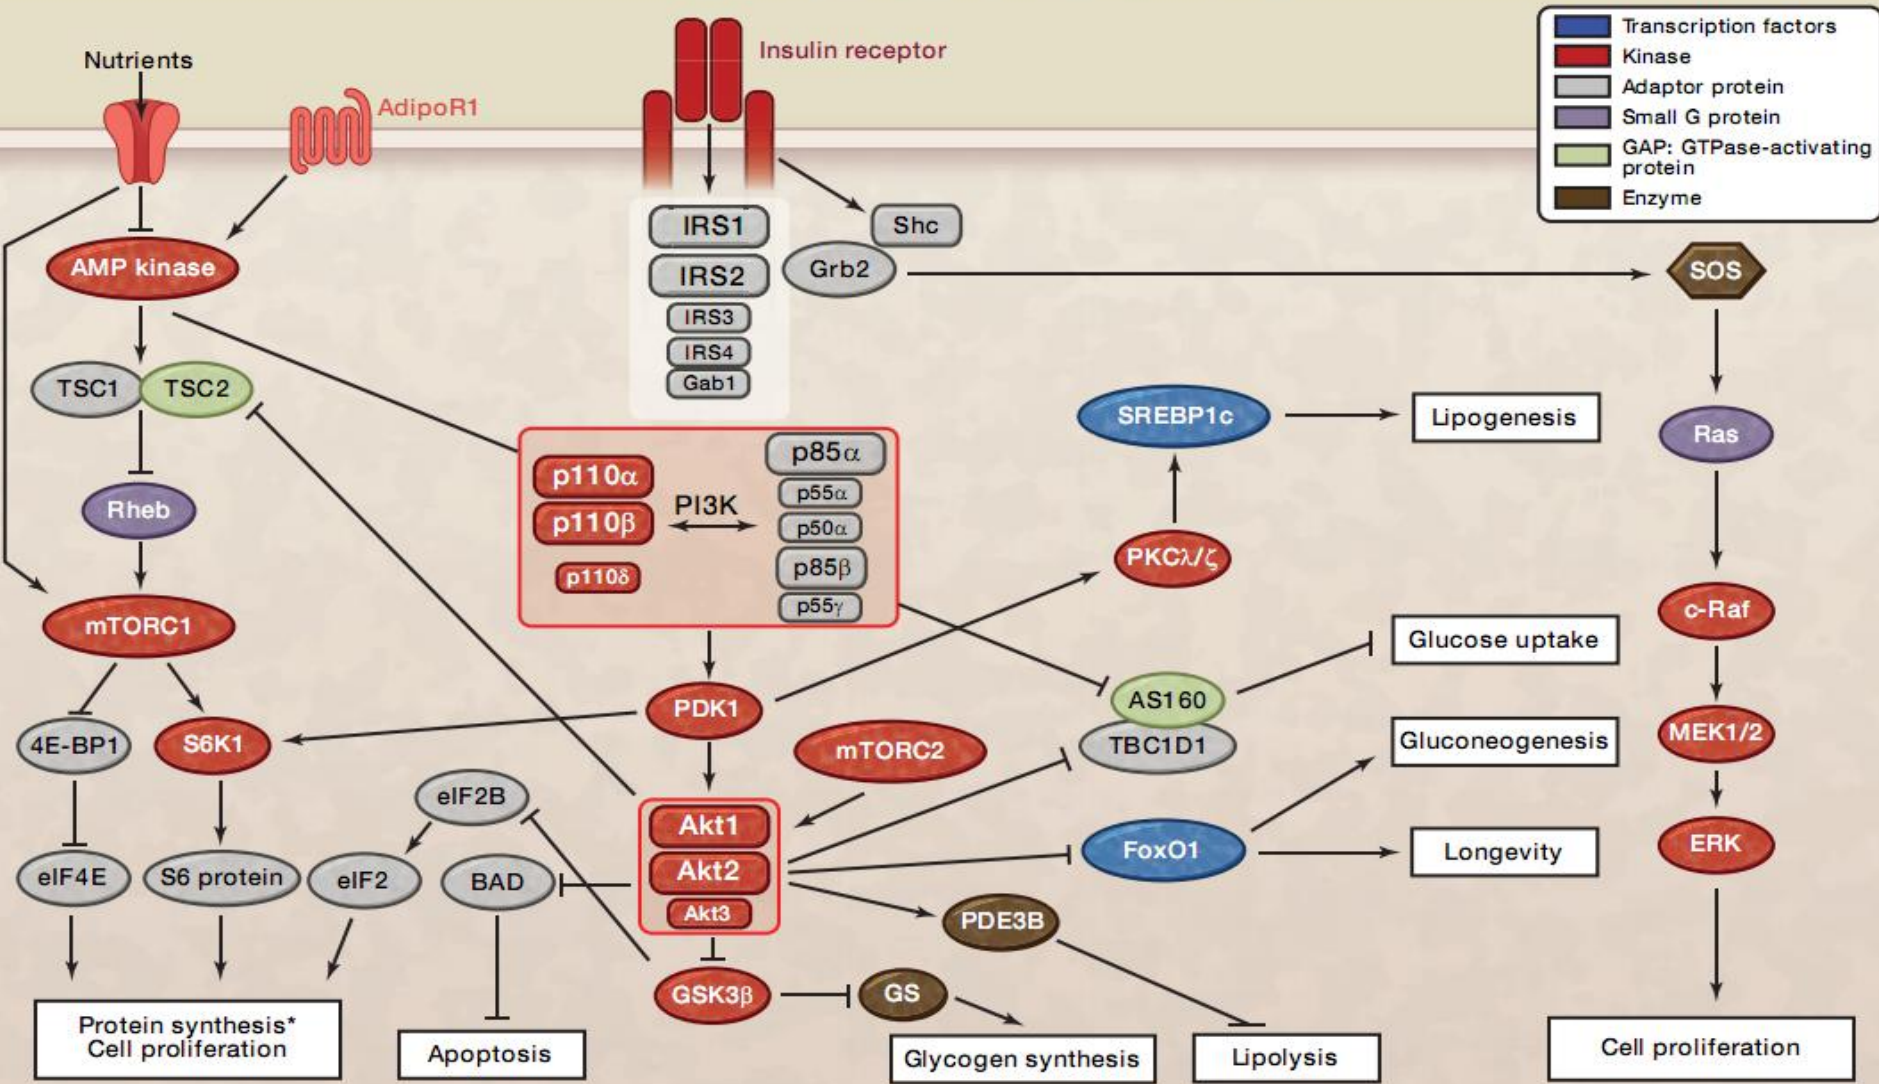 Nutrients
AdipoR1
Insulin receptor
Transcription factors
Kinase
Adaptor protein
Small G protein
GAP: GTPase-activating
protein
Enzyme
AMP kinase
IRS1
IRS2
IRS3
IRS4
Gab1
Shc
Grb2
SOS
TSC1
TSC2
SREBP1c
Lipogenesis
Ras
p110α
p110β
p110δ
PI3K
p85α
p55α
p50α
p85β
p55γ
Rheb
PKCλ/ζ
mTORC1
c-Raf
Glucose uptake
PDK1
AS160
TBC1D1
4E-BP1
S6K1
mTORC2
Gluconeogenesis
MEK1/2
eIF2B
Akt1
Akt2
Akt3
FoxO1
Longevity
ERK
eIF4E
S6 protein
eIF2
BAD
PDE3B
GSK3β
GS
Protein synthesis*
Cell proliferation
Apoptosis
Glycogen synthesis
Lipolysis
Cell proliferation